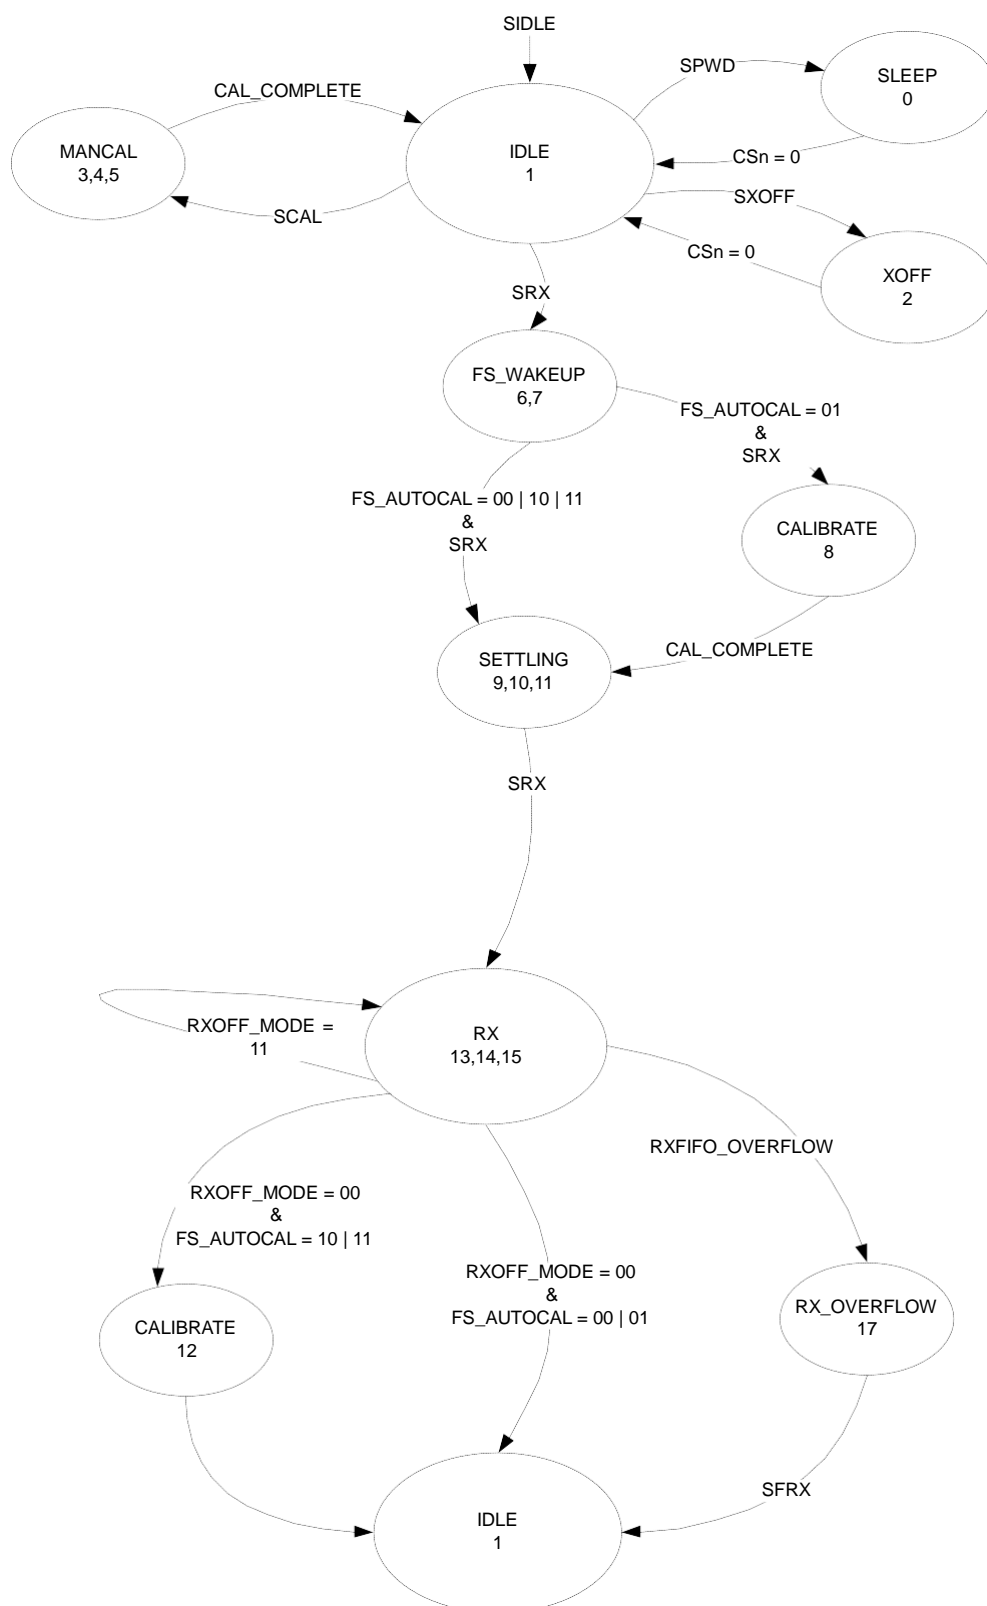 SIDLE
SPWD
SLEEP
0
CAL_COMPLETE
MANCAL
3,4,5
IDLE
1
CSn = 0
SCAL
SXOFF
CSn = 0
XOFF
2
SRX
FS_WAKEUP
6,7
FS_AUTOCAL = 01
&
SRX
FS_AUTOCAL = 00 | 10 | 11
&
SRX
CALIBRATE
8
SETTLING
9,10,11
CAL_COMPLETE
SRX
RXOFF_MODE =
11
RX
13,14,15
RXFIFO_OVERFLOW
RXOFF_MODE = 00
&
FS_AUTOCAL = 10 | 11
RXOFF_MODE = 00
&
FS_AUTOCAL = 00 | 01
CALIBRATE
12
RX_OVERFLOW
17
SFRX
IDLE
1